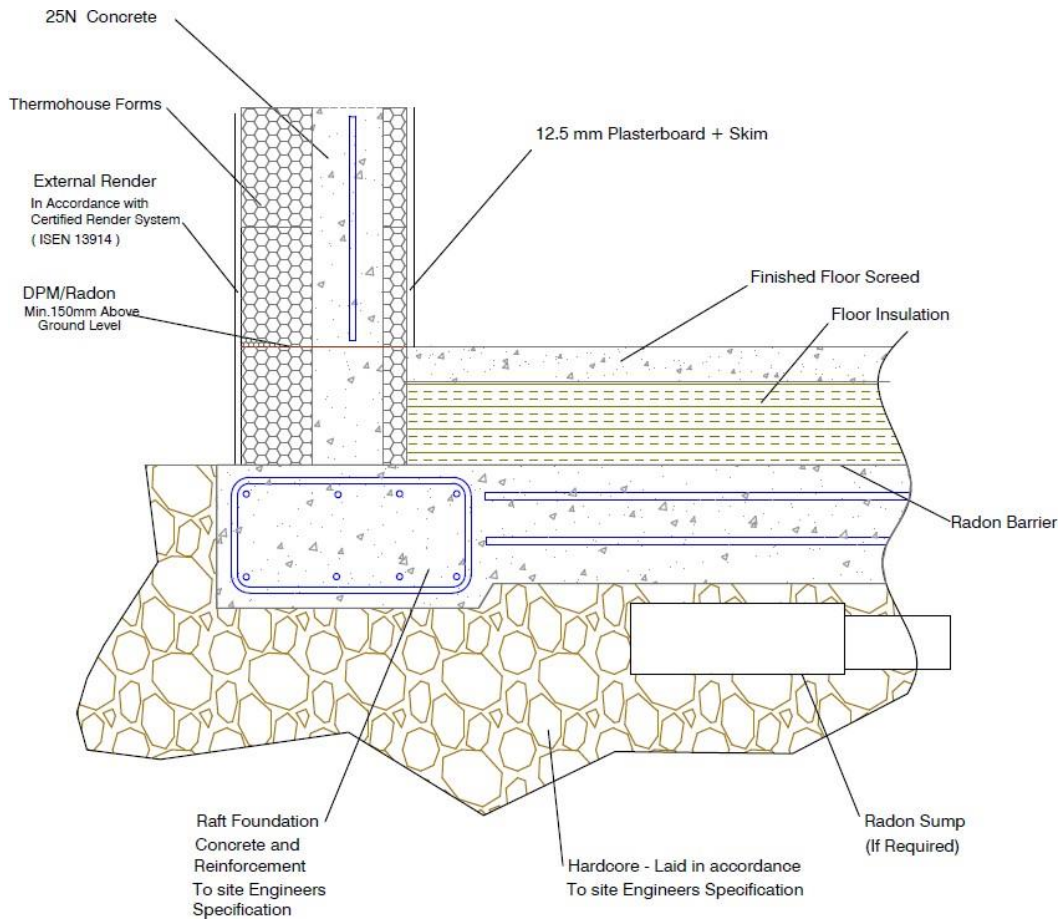 25N Concrete
Thermohouse Forms
12.5 mm Plasterboard + Skim
External Render
In Accordance with
Certified Render System
( ISEN 13914 )
DPM/Radon
Min.150mm Above
Ground Level
Finished Floor Screed
Floor Insulation
Radon Barrier
Raft Foundation
Concrete and
Reinforcement
To site Engineers
Specification
Hardcore - Laid in accordance
To site Engineers Specification
Radon Sump
(If Required)